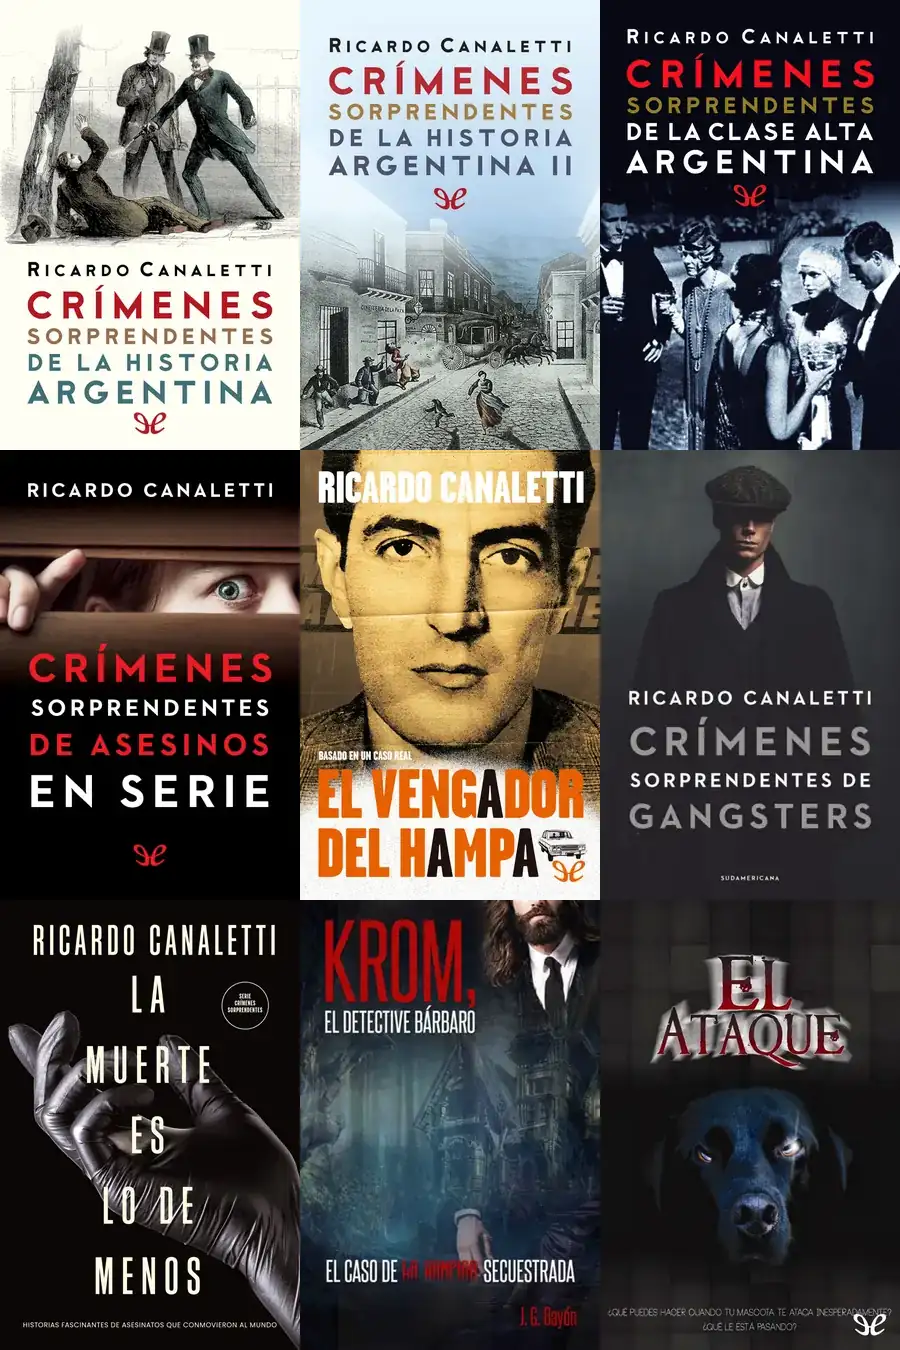 RICARDO CANALETTI
CRÍMENES
SORPRENDENTES
DE LA HISTORIA
ARGENTINA
RICARDO CANALETTI
CRÍMENES
SORPRENDENTES
DE LA HISTORIA
ARGENTINA II
RICARDO CANALETTI
CRÍMENES
SORPRENDENTES
DE LA CLASE ALTA
ARGENTINA
RICARDO CANALETTI
CRÍMENES
SORPRENDENTES
DE ASESINOS
EN SERIE
RICARDO CANALETTI
BASADO EN UN CASO REAL
EL VENGADOR
DEL HAMPA
RICARDO CANALETTI
CRÍMENES
SORPRENDENTES DE
GANGSTERS
SUDAMERICANA
RICARDO CANALETTI
LA
MUERTE
ES
LO DE
MENOS
SERIE
CRÍMENES
SORPRENDENTES
HISTORIAS FASCINANTES DE ASESINATOS QUE CONMOVIERON AL MUNDO
KROM,
EL DETECTIVE BÁRBARO
EL CASO DE LA VAMPIRA SECUESTRADA
J. G. Bayón
EL
ATAQUE
¿QUÉ PUEDES HACER CUANDO TU MASCOTA TE ATACA INESPERADAMENTE?
¿QUÉ LE ESTÁ PASANDO?